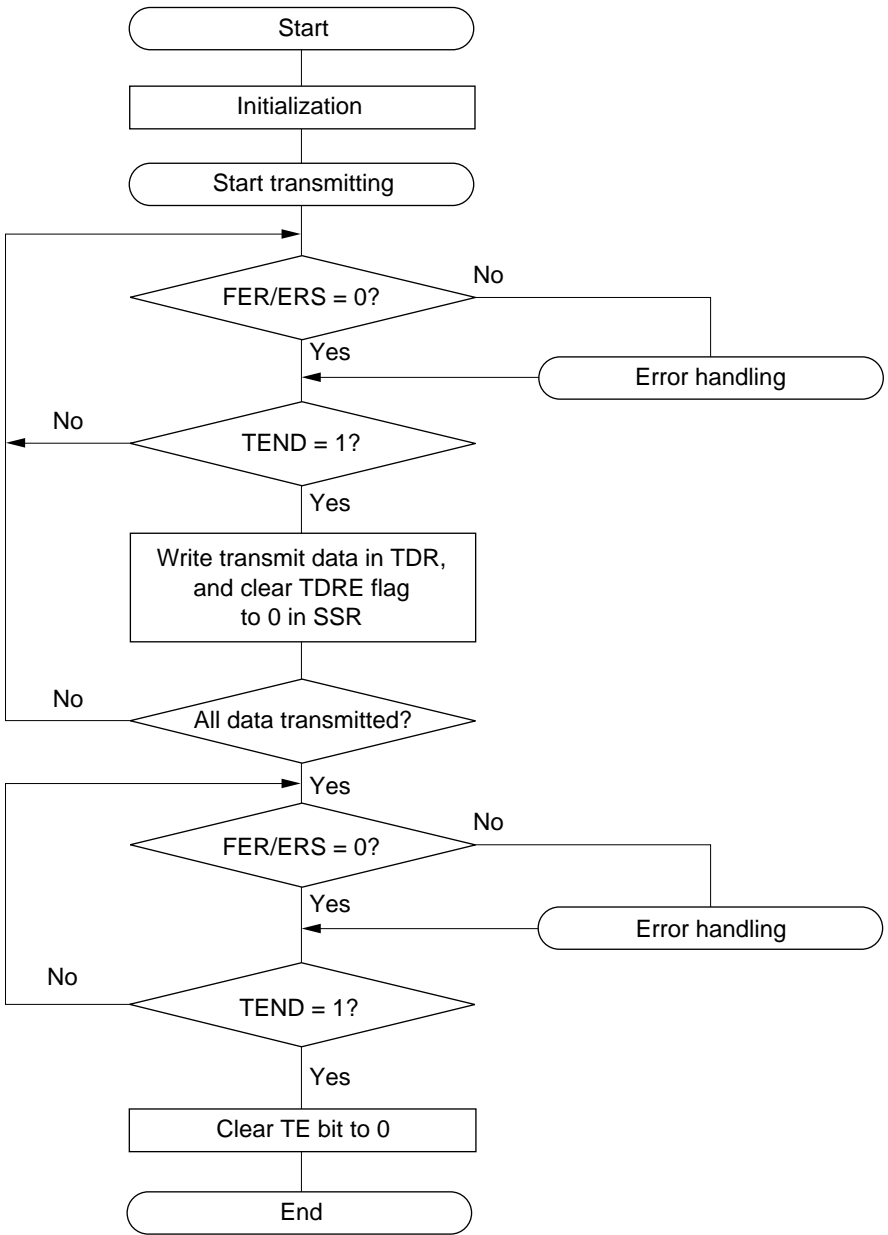 Start
Initialization
Start transmitting
No
FER/ERS = 0?
Yes
Error handling
No
TEND = 1?
Yes
Write transmit data in TDR,
and clear TDRE flag
to 0 in SSR
No
All data transmitted?
Yes
No
FER/ERS = 0?
Yes
Error handling
No
TEND = 1?
Yes
Clear TE bit to 0
End